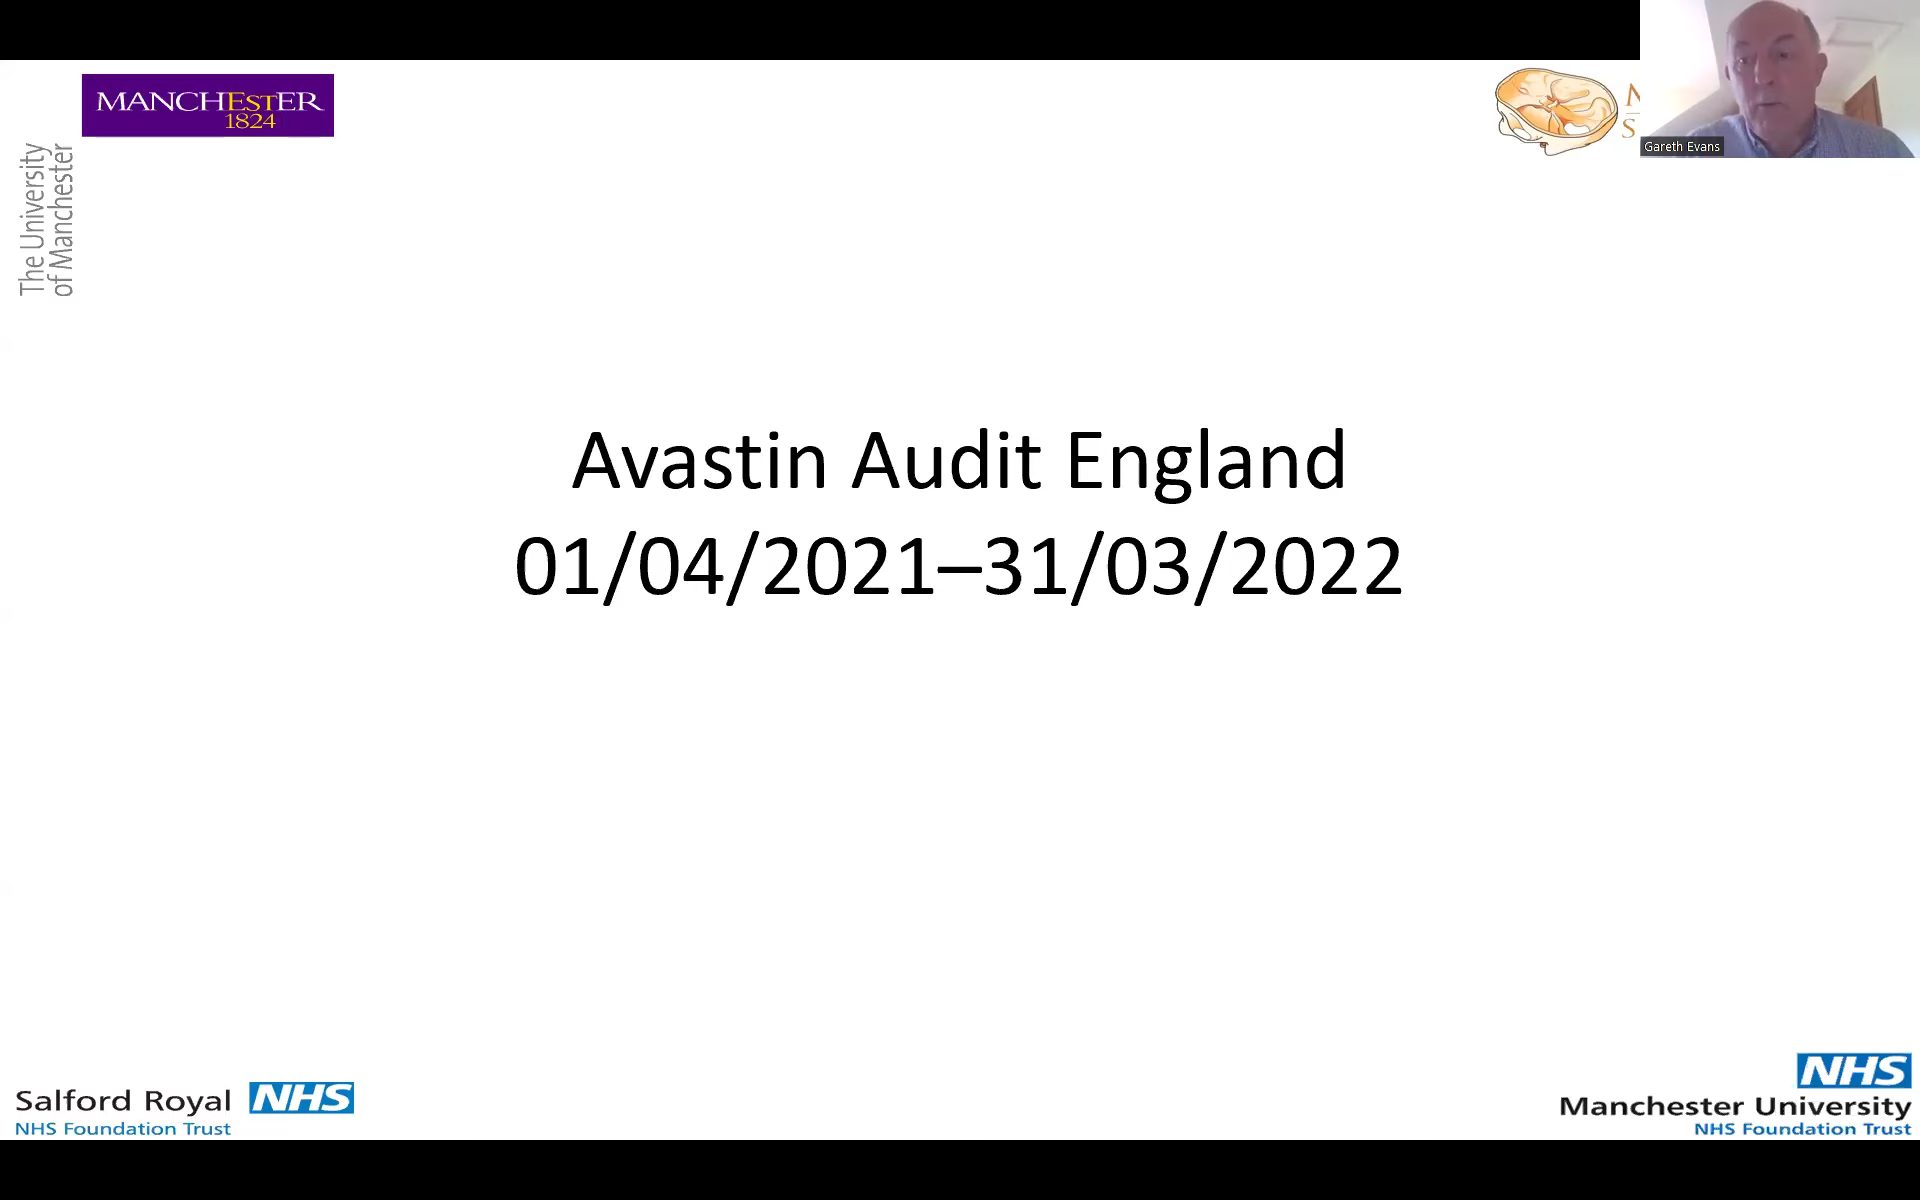 MANCHEstER
1824
The University
of Manchester
Gareth Evans
Avastin Audit England
01/04/2021–31/03/2022
Salford Royal NHS
NHS Foundation Trust
NHS
Manchester University
NHS Foundation Trust